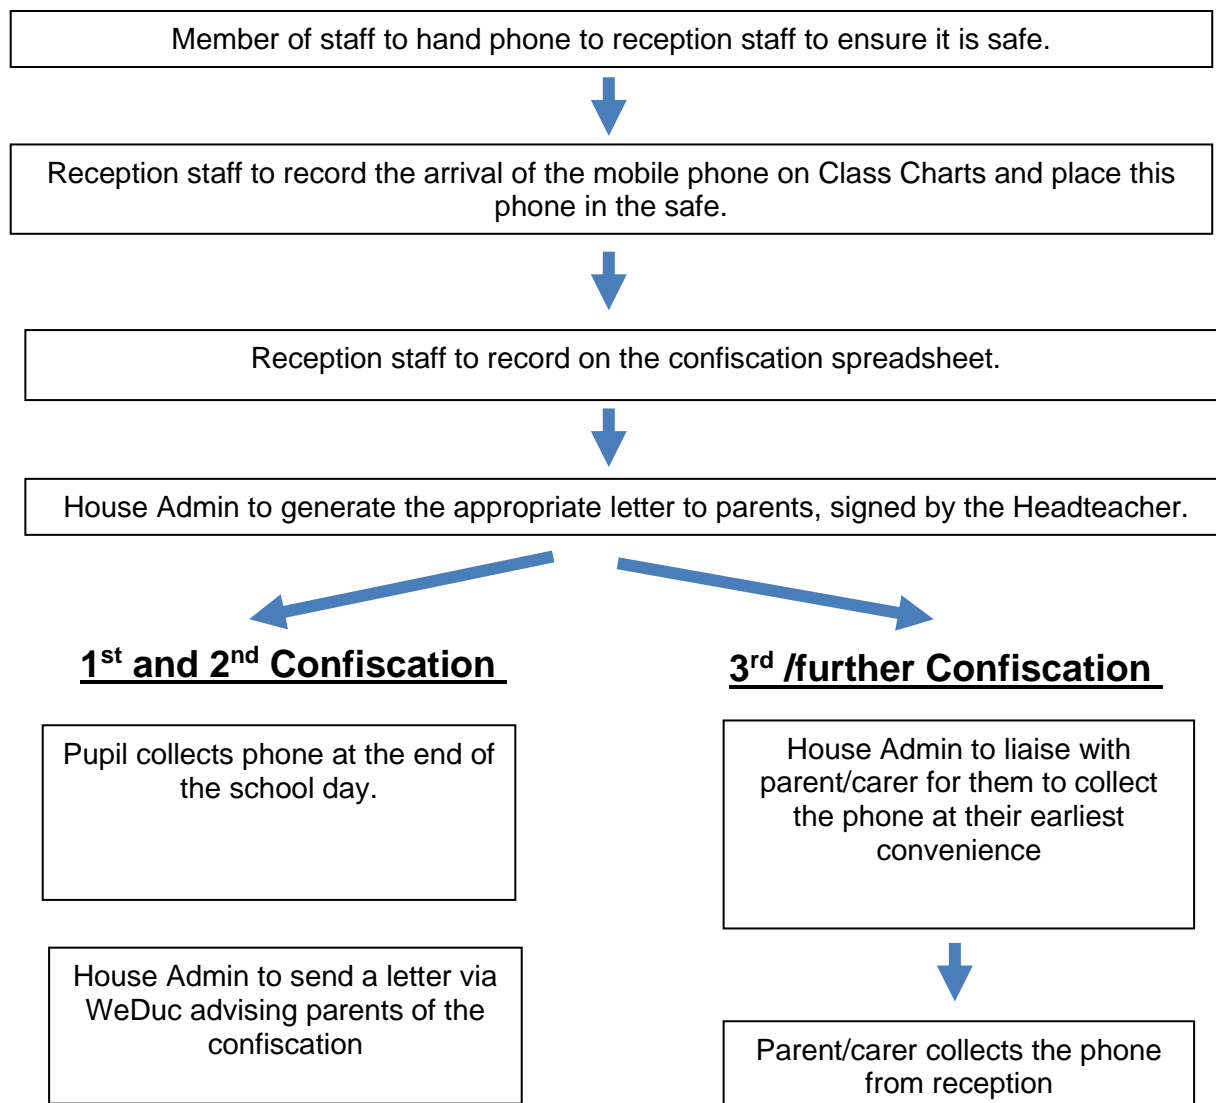 Member of staff to hand phone to reception staff to ensure it is safe.
Reception staff to record the arrival of the mobile phone on Class Charts and place this
phone in the safe.
Reception staff to record on the confiscation spreadsheet.
House Admin to generate the appropriate letter to parents, signed by the Headteacher.
1st and 2nd Confiscation
Pupil collects phone at the end of
the school day.
House Admin to send a letter via
WeDuc advising parents of the
confiscation
3rd /further Confiscation
House Admin to liaise with
parent/carer for them to collect
the phone at their earliest
convenience
Parent/carer collects the phone
from reception